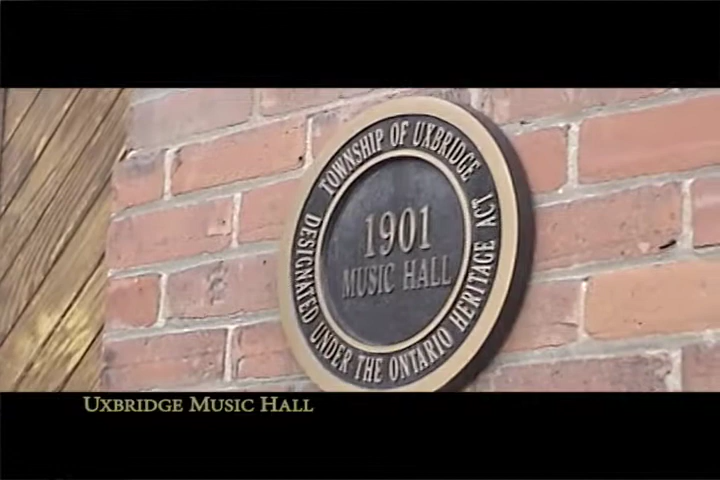 TOWNSHIP OF UXBRIDGE
1901
MUSIC HALL
DESIGNATED UNDER THE ONTARIO HERITAGE ACT
UXBRIDGE MUSIC HALL